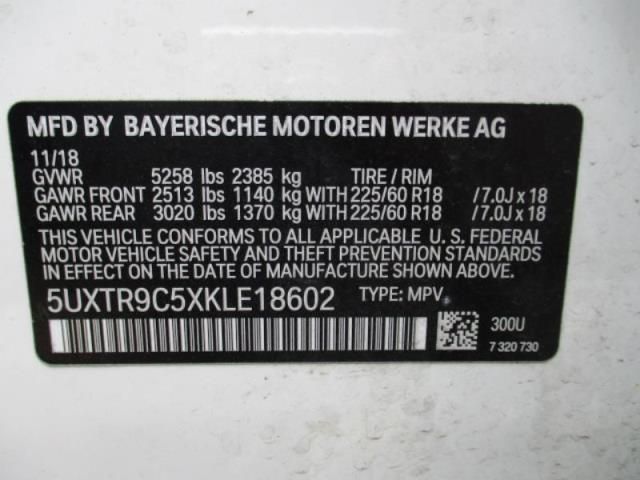 MFD BY BAYERISCHE MOTOREN WERKE AG
11/18
GVWR 5258 lbs 2385 kg TIRE / RIM
GAWR FRONT 2513 lbs 1140 kg WITH 225/60 R18 /7.0J x 18
GAWR REAR 3020 lbs 1370 kg WITH 225/60 R18 /7.0J x 18
THIS VEHICLE CONFORMS TO ALL APPLICABLE U. S. FEDERAL
MOTOR VEHICLE SAFETY AND THEFT PREVENTION STANDARDS
IN EFFECT ON THE DATE OF MANUFACTURE SHOWN ABOVE.
5UXTR9C5XKLE18602 TYPE: MPV
300U
7 320 730